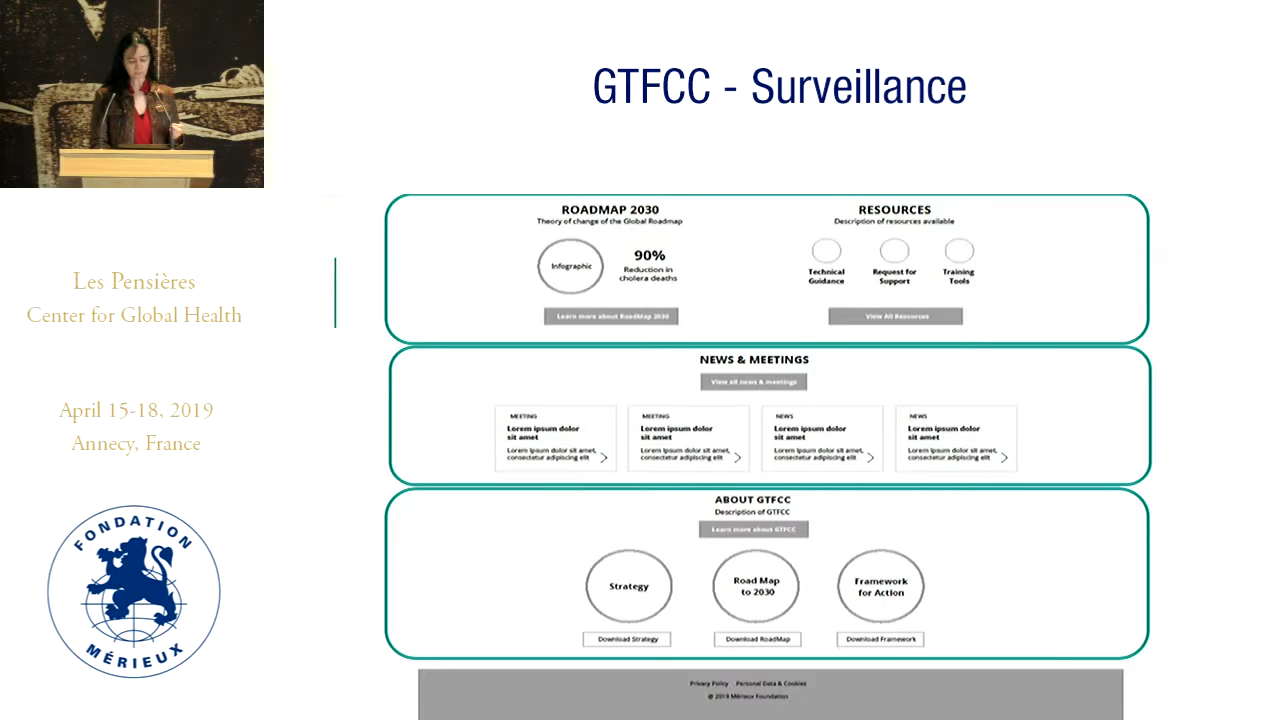 GTFCC - Surveillance
Les Pensières
Center for Global Health
April 15-18, 2019
Annecy, France
FONDATION
MÉRIEUX
ROADMAP 2030
Theory of change of the Global Roadmap
Infographic
90%
Reduction in
cholera deaths
Learn more about RoadMap 2030
RESOURCES
Description of resources available
Technical
Guidance
Request for
Support
Training
Tools
View All Resources
NEWS & MEETINGS
View all news & meetings
MEETING
Lorem ipsum dolor
sit amet
Lorem ipsum dolor sit amet,
consectetur adipiscing elit
MEETING
Lorem ipsum dolor
sit amet
Lorem ipsum dolor sit amet,
consectetur adipiscing elit
NEWS
Lorem ipsum dolor
sit amet
Lorem ipsum dolor sit amet,
consectetur adipiscing elit
NEWS
Lorem ipsum dolor
sit amet
Lorem ipsum dolor sit amet,
consectetur adipiscing elit
ABOUT GTFCC
Description of GTFCC
Learn more about GTFCC
Strategy
Road Map
to 2030
Framework
for Action
Download Strategy
Download RoadMap
Download Framework
Privacy Policy Personal Data & Cookies
@ 2019 Mérieux Foundation